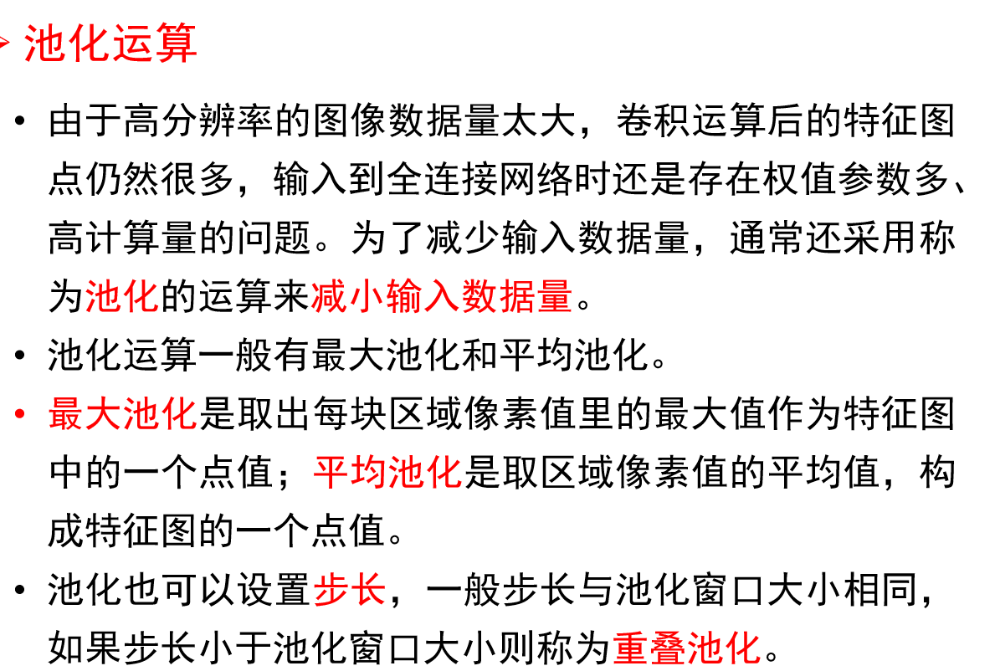 池化运算
• 由于高分辨率的图像数据量太大，卷积运算后的特征图
点仍然很多，输入到全连接网络时还是存在权值参数多、
高计算量的问题。为了减少输入数据量，通常还采用称
为池化的运算来减小输入数据量。
• 池化运算一般有最大池化和平均池化。
• 最大池化是取出每块区域像素值里的最大值作为特征图
中的一个点值；平均池化是取区域像素值的平均值，构
成特征图的一个点值。
• 池化也可以设置步长，一般步长与池化窗口大小相同，
如果步长小于池化窗口大小则称为重叠池化。